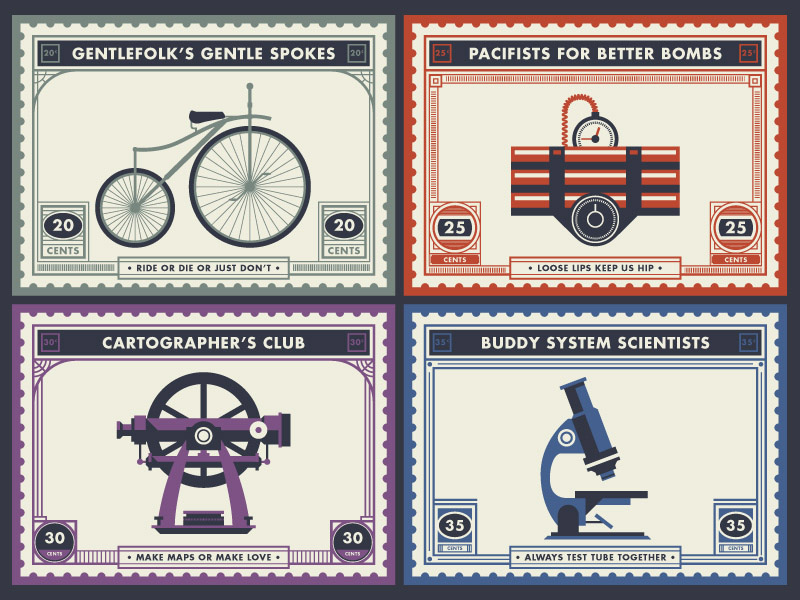 20¢ GENTLEFOLK'S GENTLE SPOKES 20¢
20 CENTS
20 CENTS
• RIDE OR DIE OR JUST DON'T •
25¢ PACIFISTS FOR BETTER BOMBS 25¢
25 CENTS
25 CENTS
• LOOSE LIPS KEEP US HIP •
30¢ CARTOGRAPHER'S CLUB 30¢
30 CENTS
30 CENTS
• MAKE MAPS OR MAKE LOVE •
35¢ BUDDY SYSTEM SCIENTISTS 35¢
35 CENTS
35 CENTS
• ALWAYS TEST TUBE TOGETHER •